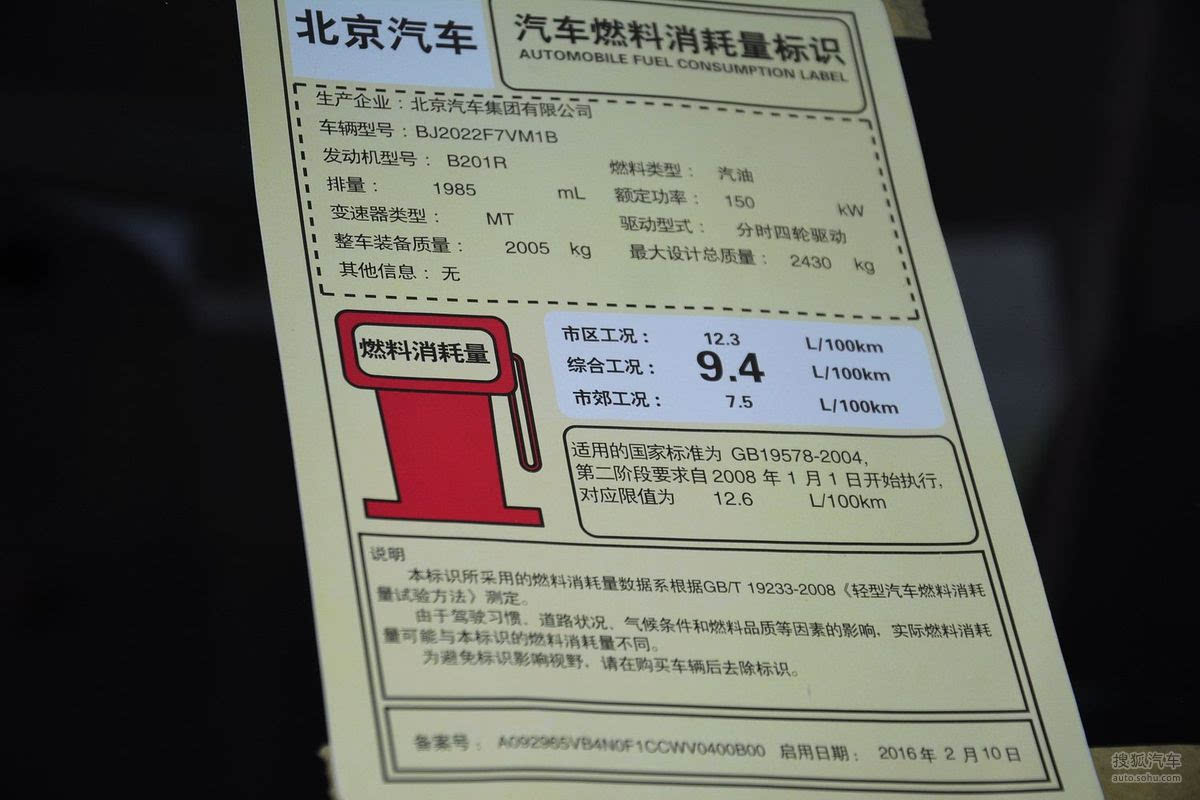 北京汽车
汽车燃料消耗量标识
AUTOMOBILE FUEL CONSUMPTION LABEL
生产企业：北京汽车集团有限公司
车辆型号：BJ2022F7VM1B
发动机型号：B201R 燃料类型：汽油
排量：1985 mL 额定功率：150 kW
变速器类型：MT 驱动型式：分时四轮驱动
整车装备质量：2005 kg 最大设计总质量：2430 kg
其他信息：无
燃料消耗量
市区工况：12.3 L/100km
综合工况：9.4 L/100km
市郊工况：7.5 L/100km
适用的国家标准为 GB19578-2004,
第二阶段要求自2008年1月1日开始执行,
对应限值为 12.6 L/100km
说明
本标识所采用的燃料消耗量数据系根据GB/T 19233-2008《轻型汽车燃料消耗
量试验方法》测定。
由于驾驶习惯、道路状况、气候条件和燃料品质等因素的影响，实际燃料消耗
量可能与本标识的燃料消耗量不同。
为避免标识影响视野，请在购买车辆后去除标识。
备案号：A092965VB4N0F1CCWV0400B00 启用日期：2016年2月10日
搜狐汽车
auto.sohu.com